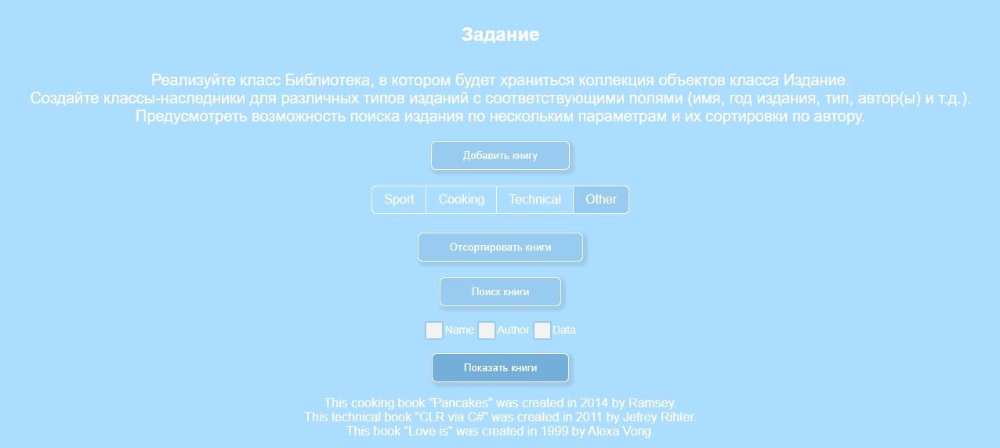 Задание
Реализуйте класс Библиотека, в котором будет храниться коллекция объектов класса Издание.
Создайте классы-наследники для различных типов изданий с соответствующими полями (имя, год издания, тип, автор(ы) и т.д.).
Предусмотреть возможность поиска издания по нескольким параметрам и их сортировки по автору.
Добавить книгу
Sport Cooking Technical Other
Отсортировать книги
Поиск книги
Name Author Data
Показать книги
This cooking book "Pancakes" was created in 2014 by Ramsey.
This technical book "CLR via C#" was created in 2011 by Jefrey Rihter.
This book "Love is" was created in 1999 by Alexa Vong.